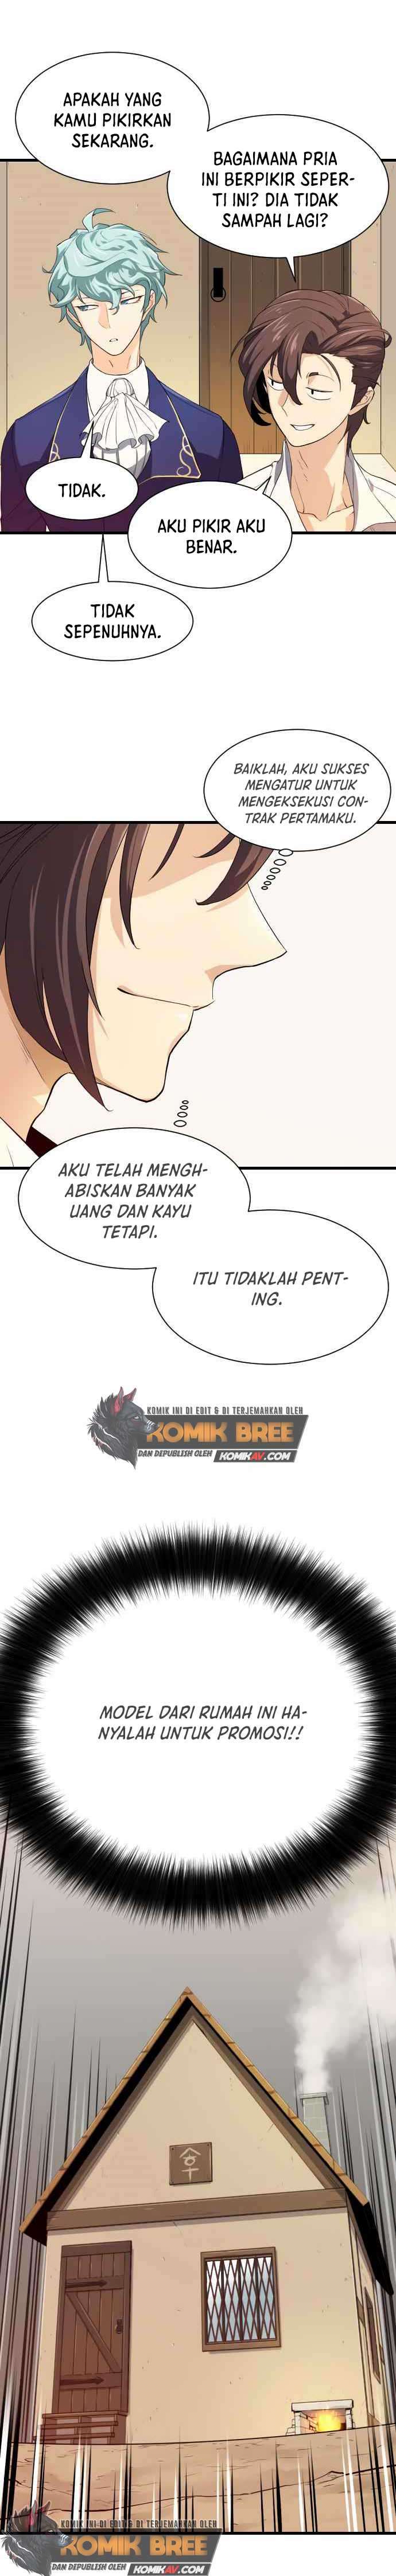 APAKAH YANG
KAMU PIKIRKAN
SEKARANG.
BAGAIMANA PRIA
INI BERPIKIR SEPER-
TI INI? DIA TIDAK
SAMPAH LAGI?
TIDAK.
AKU PIKIR AKU
BENAR.
TIDAK
SEPENUHNYA.
BAIKLAH, AKU SUKSES
MENGATUR UNTUK
MENGEKSEKUSI CON-
TRAK PERTAMAKU.
AKU TELAH MENGH-
ABISKAN BANYAK
UANG DAN KAYU
TETAPI.
ITU TIDAKLAH PENT-
ING.
KOMIK INI DI EDIT & DI TERJEMAHKAN OLEH
KOMIK BREE
DAN DIPUBLISH OLEH KOMIKAV.COM
MODEL DARI RUMAH INI HA-
NYALAH UNTUK PROMOSI!!
수
KOMIK INI DI EDIT & DI TERJEMAHKAN OLEH
KOMIK BREE
DAN DIPUBLISH OLEH KOMIKAV.COM